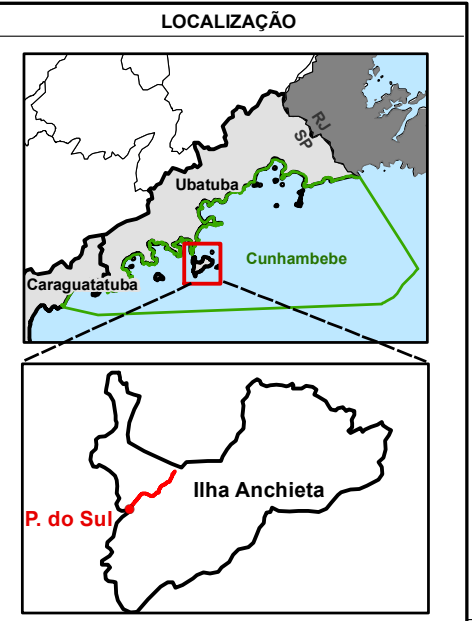 LOCALIZAÇÃO
RJ
SP
Ubatuba
Cunhambebe
Caraguatatuba
Ilha Anchieta
P. do Sul